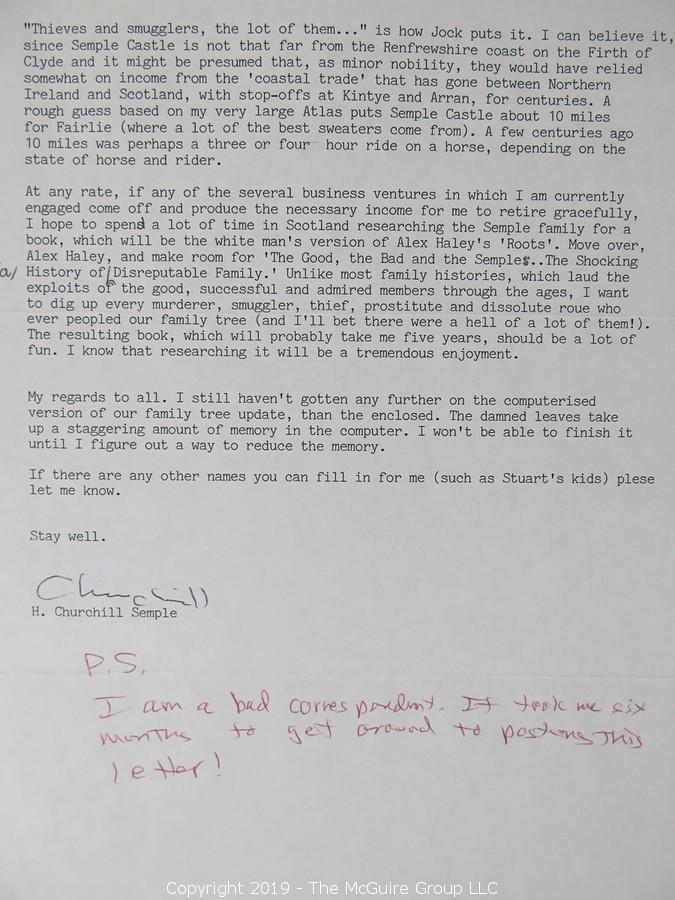 "Thieves and smugglers, the lot of them..." is how Jock puts it. I can believe it,
since Semple Castle is not that far from the Renfrewshire coast on the Firth of
Clyde and it might be presumed that, as minor nobility, they would have relied
somewhat on income from the 'coastal trade' that has gone between Northern
Ireland and Scotland, with stop-offs at Kintye and Arran, for centuries. A
rough guess based on my very large Atlas puts Semple Castle about 10 miles
for Fairlie (where a lot of the best sweaters come from). A few centuries ago
10 miles was perhaps a three or four hour ride on a horse, depending on the
state of horse and rider.
At any rate, if any of the several business ventures in which I am currently
engaged come off and produce the necessary income for me to retire gracefully,
I hope to spend a lot of time in Scotland researching the Semple family for a
book, which will be the white man's version of Alex Haley's 'Roots'. Move over,
Alex Haley, and make room for 'The Good, the Bad and the Semples...The Shocking
a/ History of/Disreputable Family.' Unlike most family histories, which laud the
exploits of the good, successful and admired members through the ages, I want
to dig up every murderer, smuggler, thief, prostitute and dissolute roue who
ever peopled our family tree (and I'll bet there were a hell of a lot of them!).
The resulting book, which will probably take me five years, should be a lot of
fun. I know that researching it will be a tremendous enjoyment.
My regards to all. I still haven't gotten any further on the computerised
version of our family tree update, than the enclosed. The damned leaves take
up a staggering amount of memory in the computer. I won't be able to finish it
until I figure out a way to reduce the memory.
If there are any other names you can fill in for me (such as Stuart's kids) plese
let me know.
Stay well.
Churchill
H. Churchill Semple
P.S.
I am a bad correspondent. It took me six
months to get around to posting this
letter!
Copyright 2019 - The McGuire Group LLC